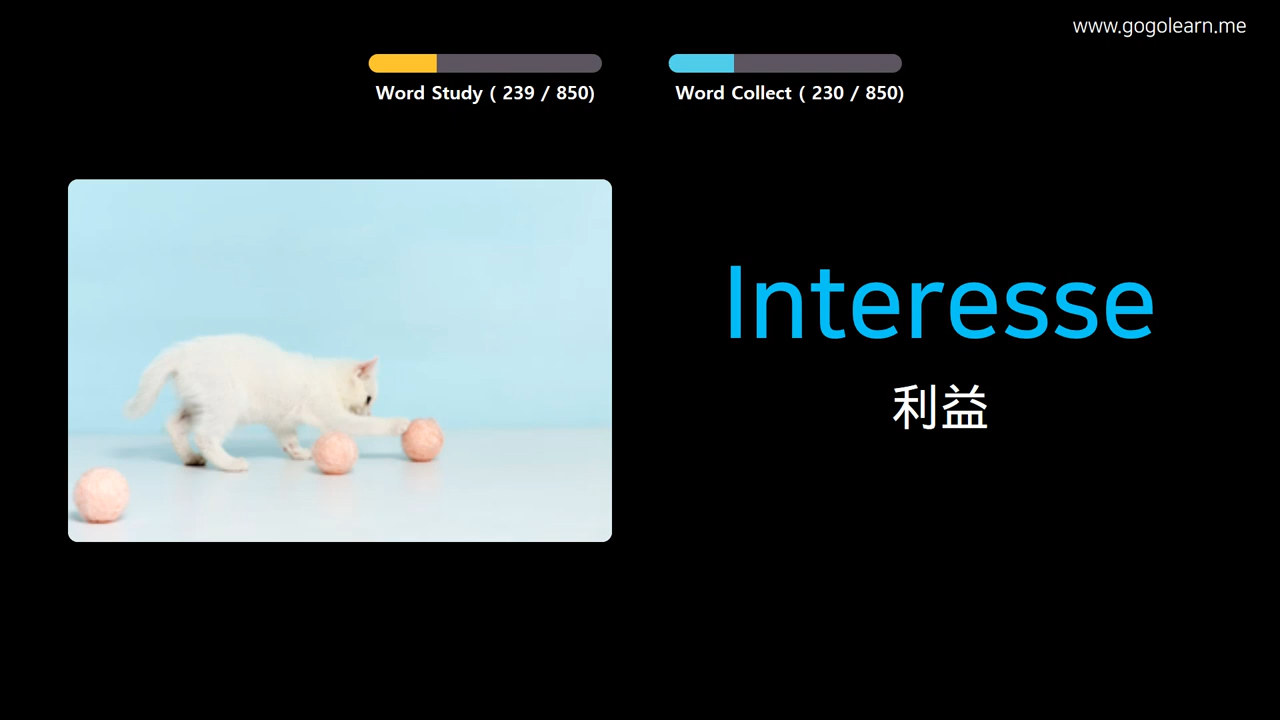 www.gogolearn.me
Word Study ( 239 / 850)
Word Collect ( 230 / 850)
Interesse
利益